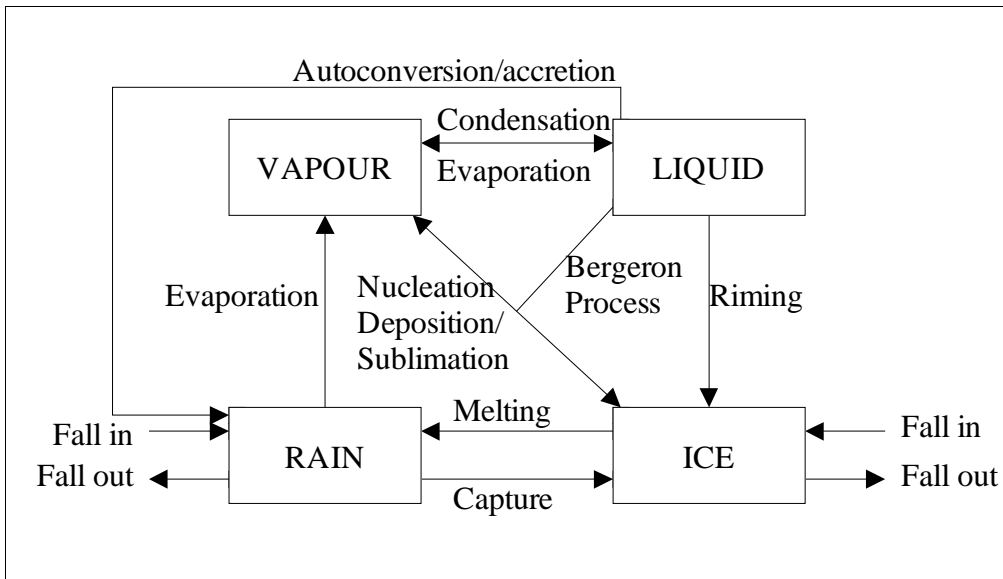 Autoconversion/accretion
Condensation
VAPOUR
LIQUID
Evaporation
Evaporation
Nucleation
Deposition/
Sublimation
Bergeron
Process
Riming
Fall in
Melting
Fall in
RAIN
ICE
Fall out
Fall out
Capture